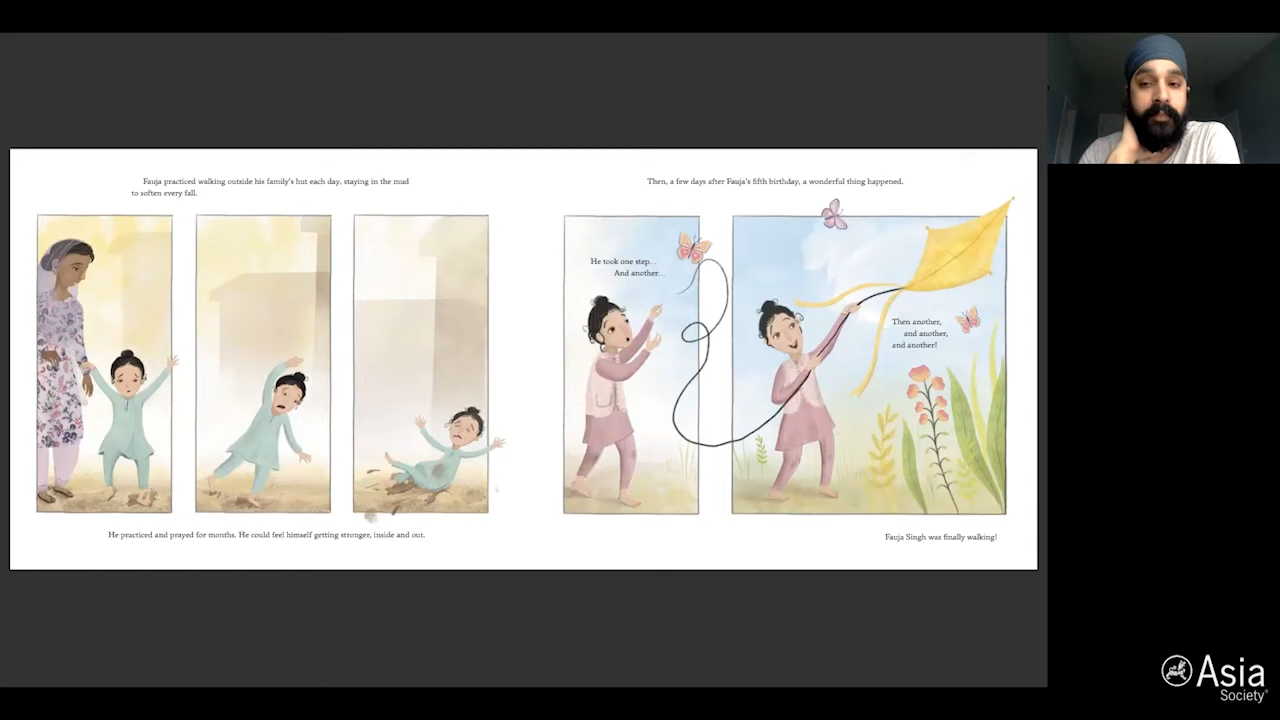 Fauja practiced walking outside his family's hut each day, staying in the mud
to soften every fall.
He practiced and prayed for months. He could feel himself getting stronger, inside and out.
Then, a few days after Fauja's fifth birthday, a wonderful thing happened.
He took one step...
And another...
Then another,
and another,
and another!
Fauja Singh was finally walking!
Asia
Society®